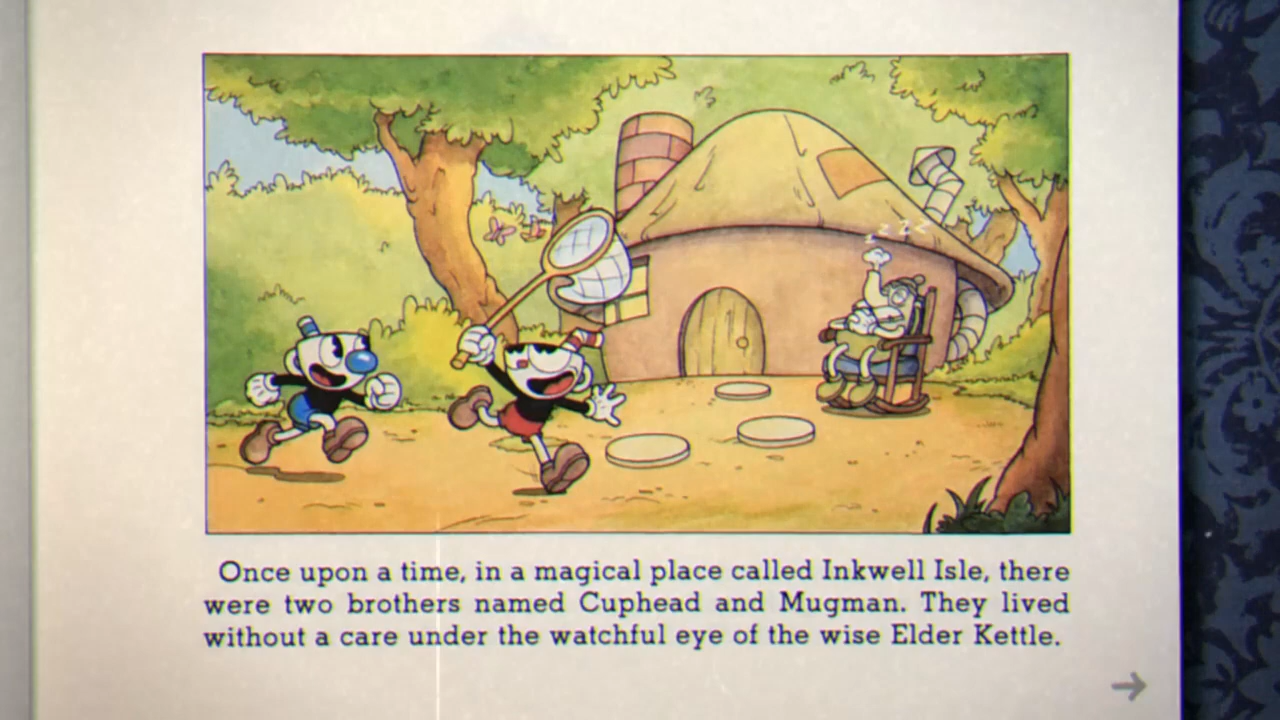 z z z z
Once upon a time, in a magical place called Inkwell Isle, there
were two brothers named Cuphead and Mugman. They lived
without a care under the watchful eye of the wise Elder Kettle.